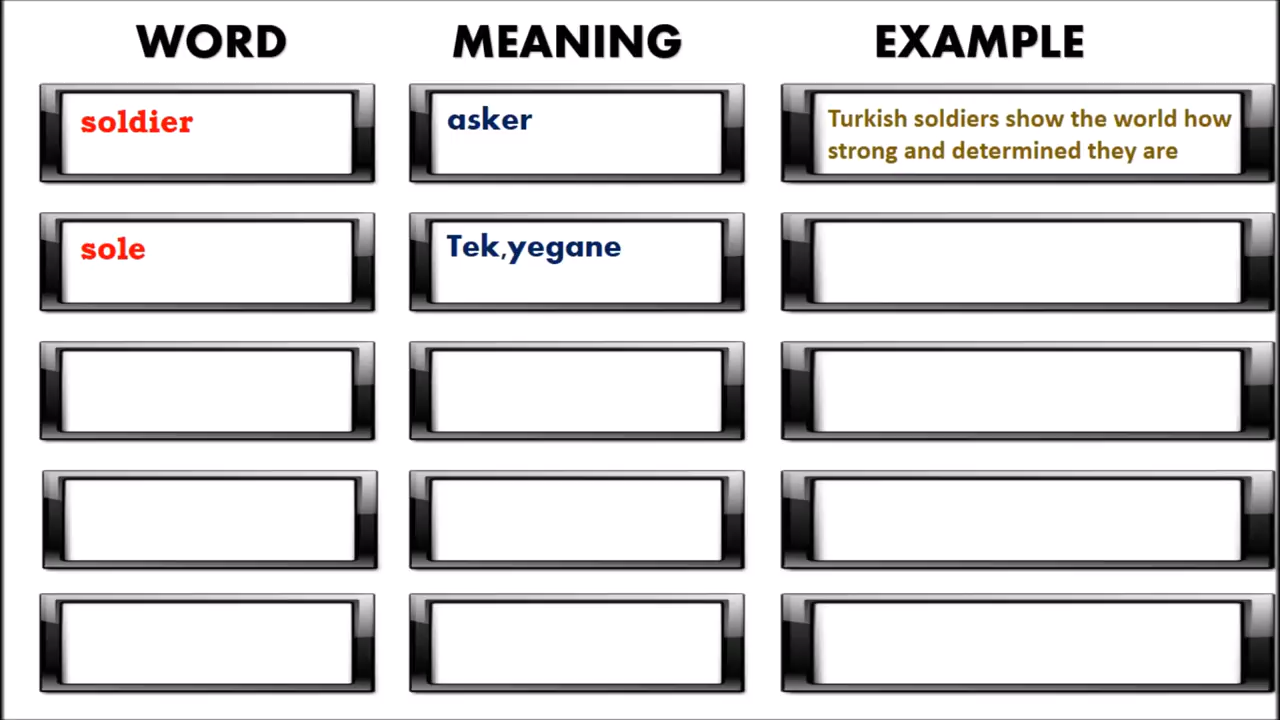 WORD MEANING EXAMPLE
soldier asker Turkish soldiers show the world how
strong and determined they are
sole Tek,yegane